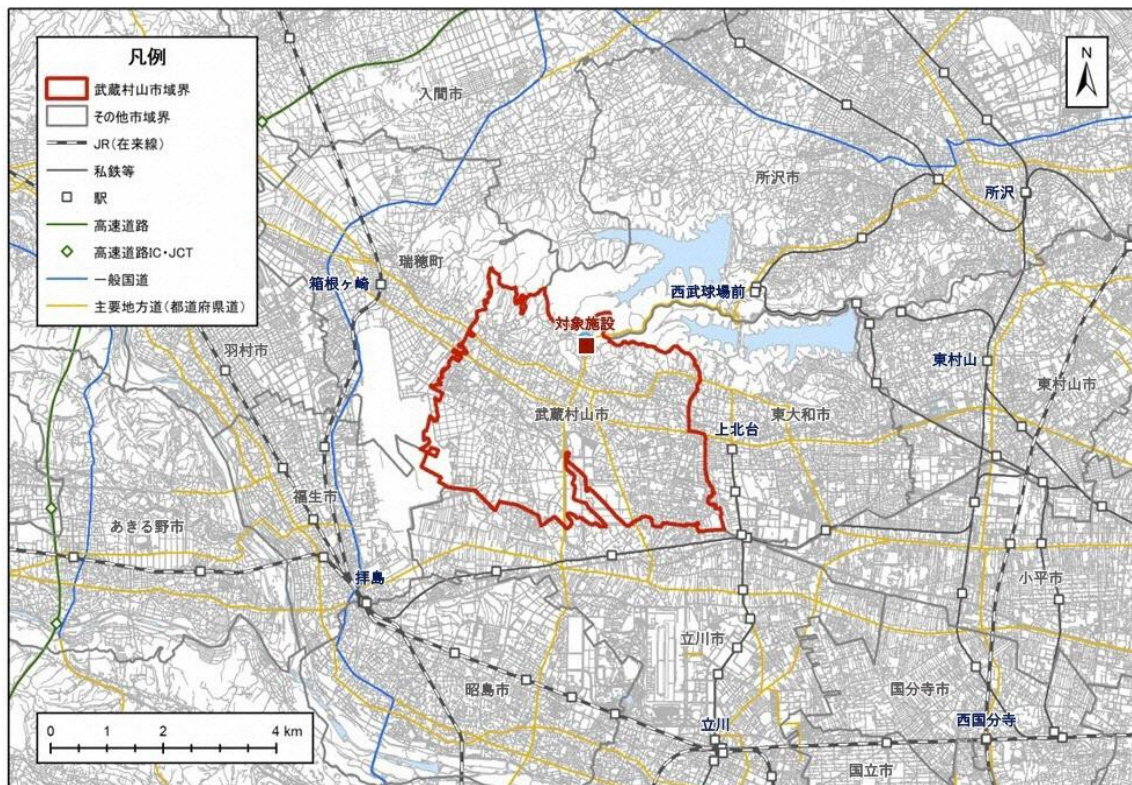 凡例
武蔵村山市域界
その他市域界
JR(在来線)
私鉄等
駅
高速道路
高速道路IC・JCT
一般国道
主要地方道(都道府県道)
N
入間市
所沢市
所沢
瑞穂町
箱根ヶ崎
西武球場前
対象施設
羽村市
東村山
東村山市
武蔵村山市
東大和市
上北台
福生市
あきる野市
拝島
小平市
立川市
昭島市
国分寺市
立川
西国分寺
国立市
0 2 4 km